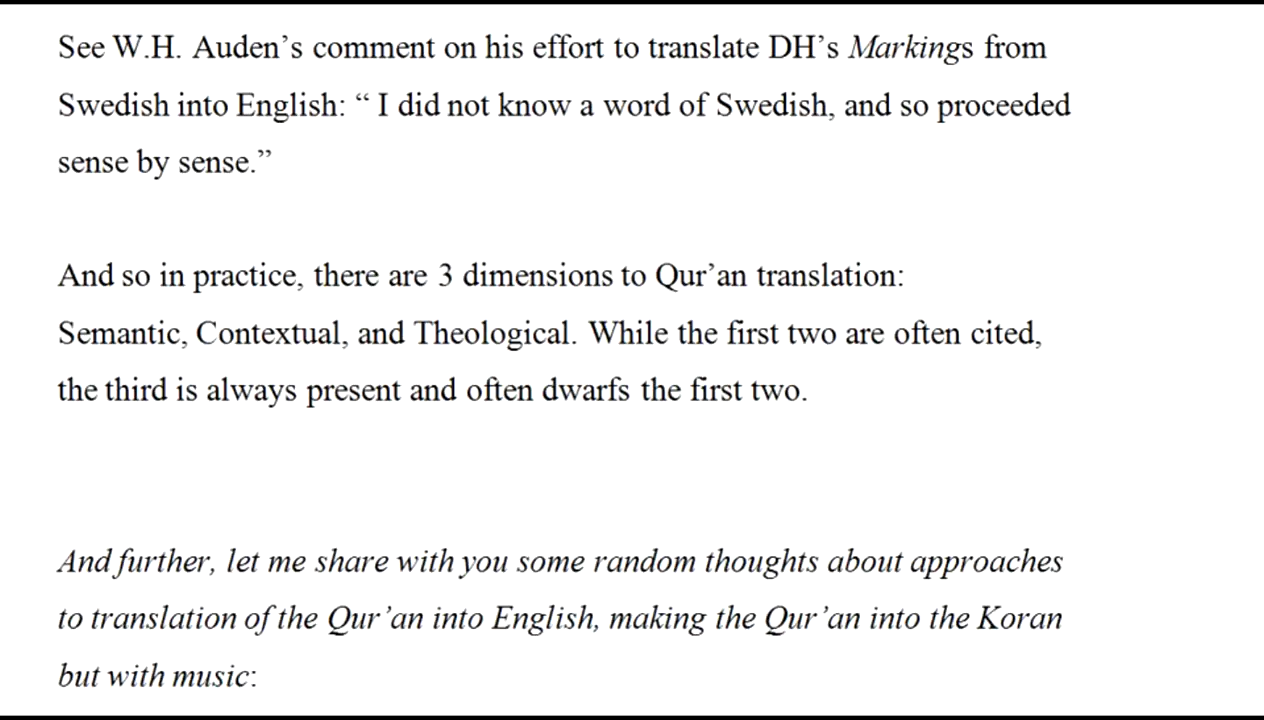 See W.H. Auden’s comment on his effort to translate DH’s Markings from
Swedish into English: “ I did not know a word of Swedish, and so proceeded
sense by sense.”
And so in practice, there are 3 dimensions to Qur’an translation:
Semantic, Contextual, and Theological. While the first two are often cited,
the third is always present and often dwarfs the first two.
And further, let me share with you some random thoughts about approaches
to translation of the Qur’an into English, making the Qur’an into the Koran
but with music: